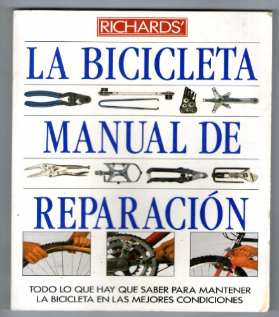 RICHARDS'
LA BICICLETA
MANUAL DE
REPARACIÓN
TODO LO QUE HAY QUE SABER PARA MANTENER
LA BICICLETA EN LAS MEJORES CONDICIONES